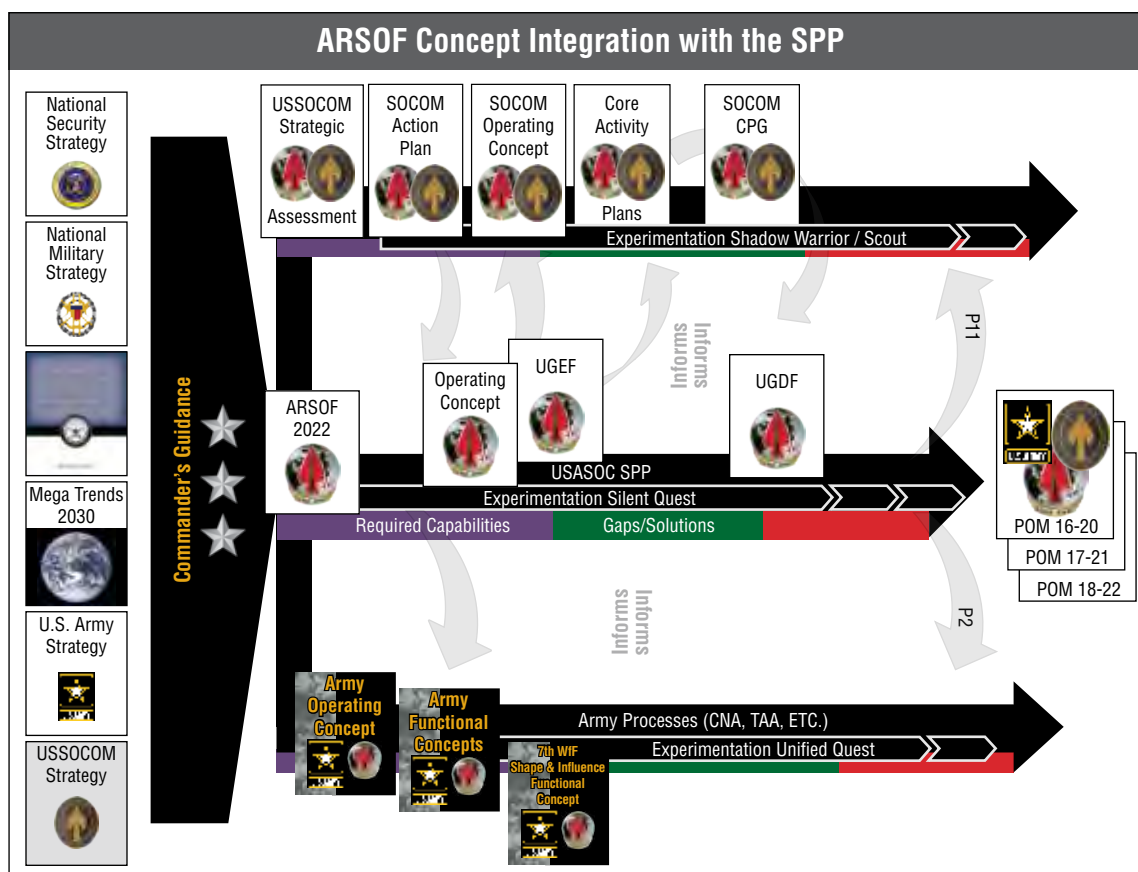 ARSOF Concept Integration with the SPP
National
Security
Strategy
National
Military
Strategy
Mega Trends
2030
U.S. Army
Strategy
USSOCOM
Strategy
Commander's Guidance
USSOCOM
Strategic
Assessment
SOCOM
Action
Plan
SOCOM
Operating
Concept
Core
Activity
Plans
SOCOM
CPG
Experimentation Shadow Warrior / Scout
Informs
Informs
P11
ARSOF
2022
Operating
Concept
UGEF
UGDF
USASOC SPP
Experimentation Silent Quest
Required Capabilities
Gaps/Solutions
U.S.ARMY
POM 16-20
POM 17-21
POM 18-22
Informs
Informs
P2
Army
Operating
Concept
Army
Functional
Concepts
7th WfF
Shape & Influence
Functional
Concept
Army Processes (CNA, TAA, ETC.)
Experimentation Unified Quest